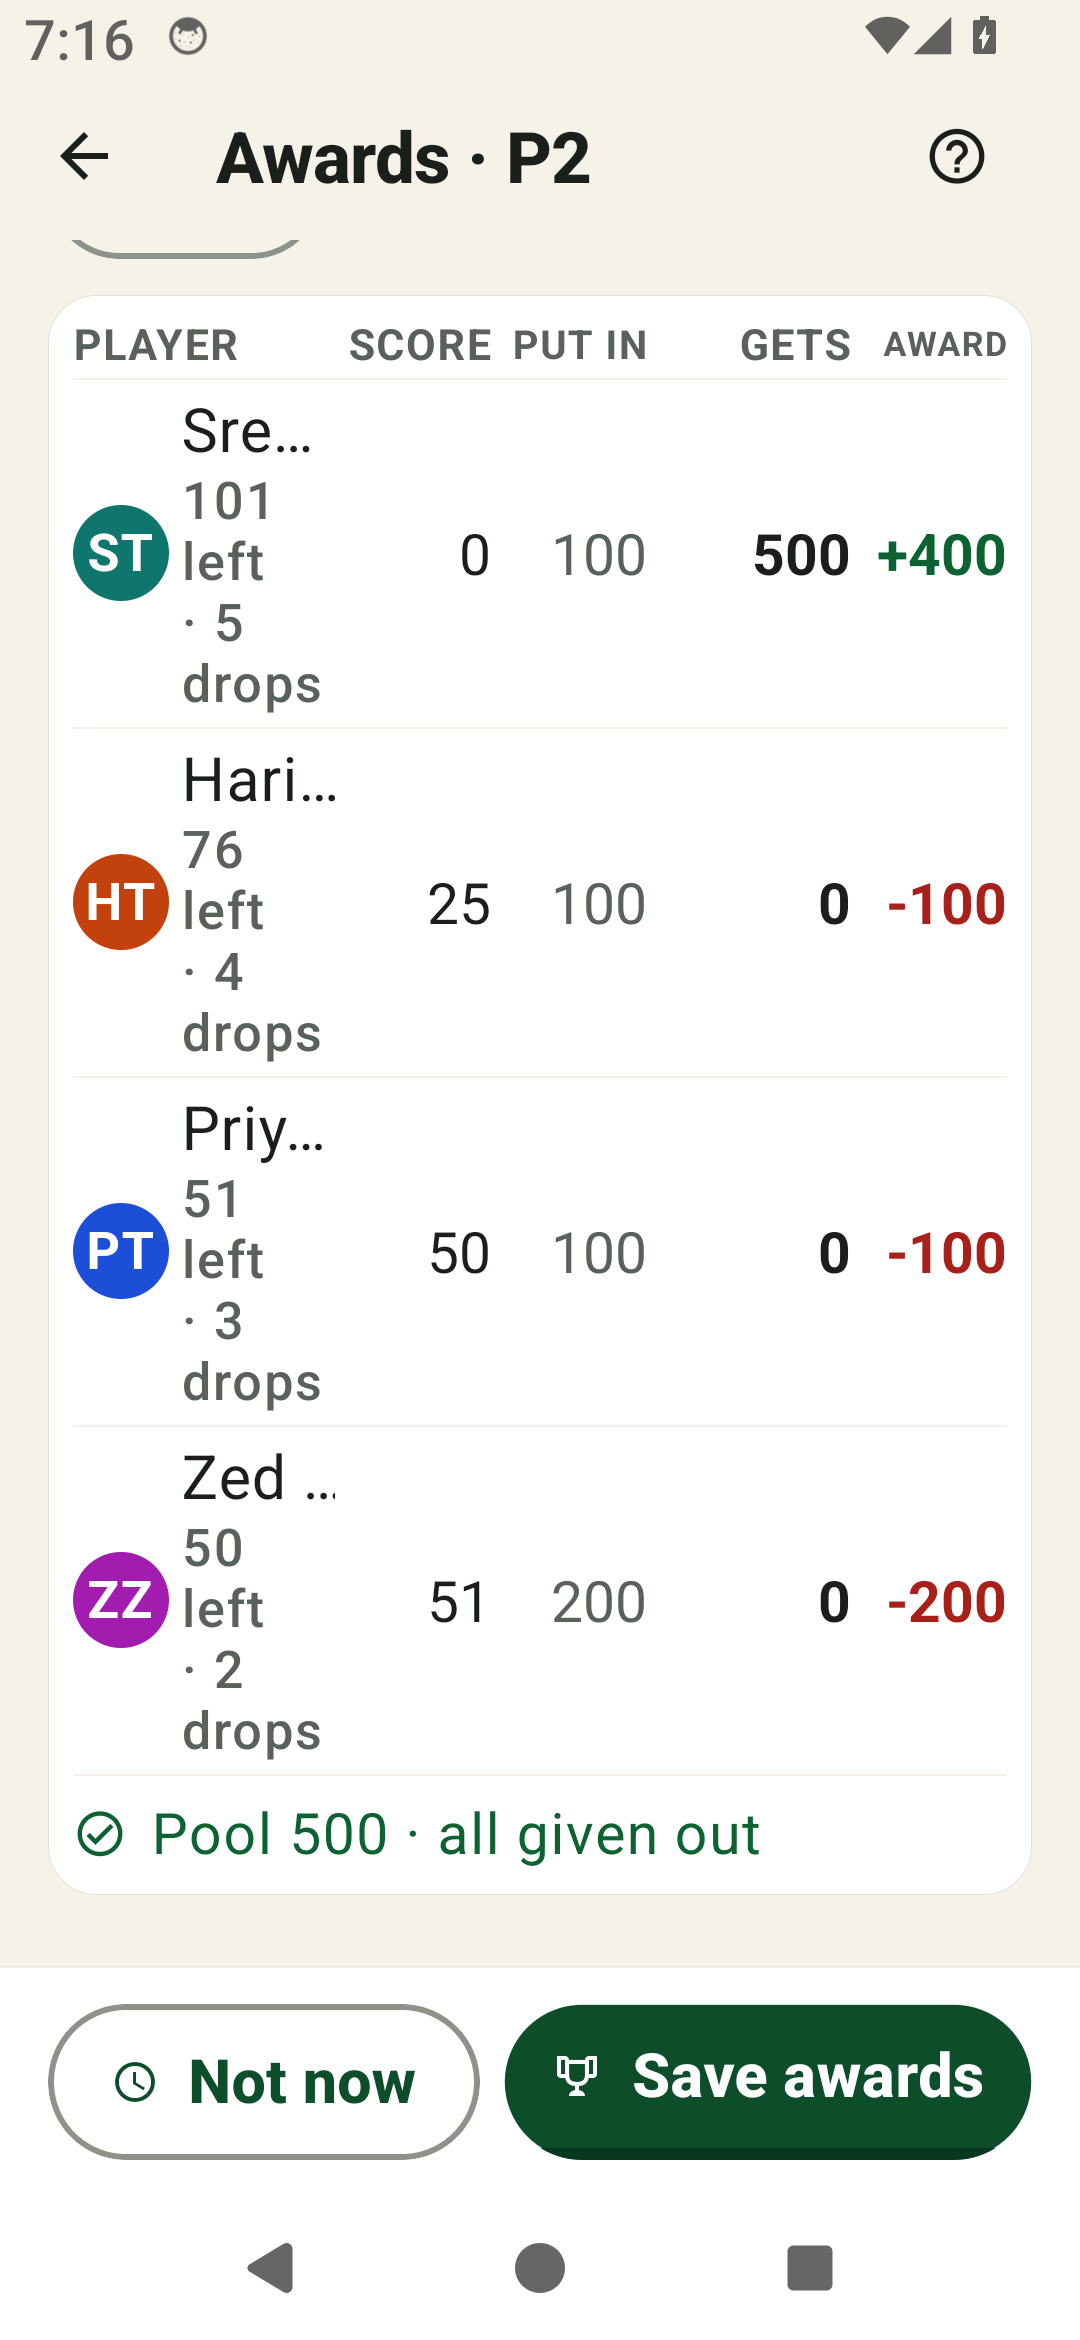 7:16
Awards · P2
PLAYER SCORE PUT IN GETS AWARD
Sre...
101
left
· 5
drops
ST 0 100 500 +400
Hari...
76
left
· 4
drops
HT 25 100 0 -100
Priy...
51
left
· 3
drops
PT 50 100 0 -100
Zed ...
50
left
· 2
drops
ZZ 51 200 0 -200
Pool 500 · all given out
Not now
Save awards